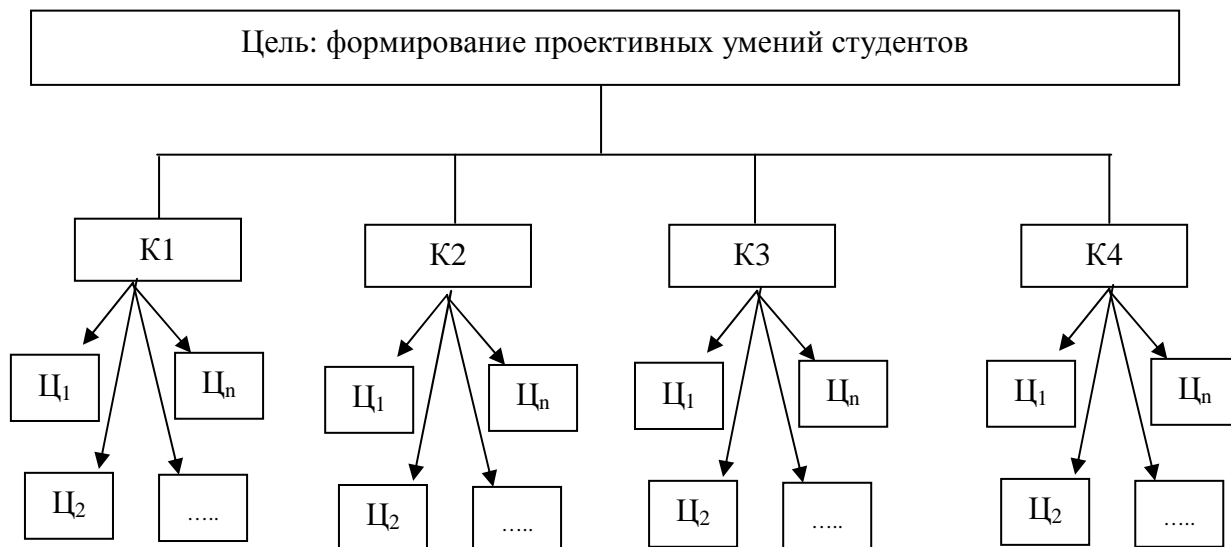 Цель: формирование проективных умений студентов
К1
К2
К3
К4
Ц1
Цn
Ц1
Цn
Ц1
Цn
Ц1
Цn
Ц2
…..
Ц2
…..
Ц2
…..
Ц2
…..